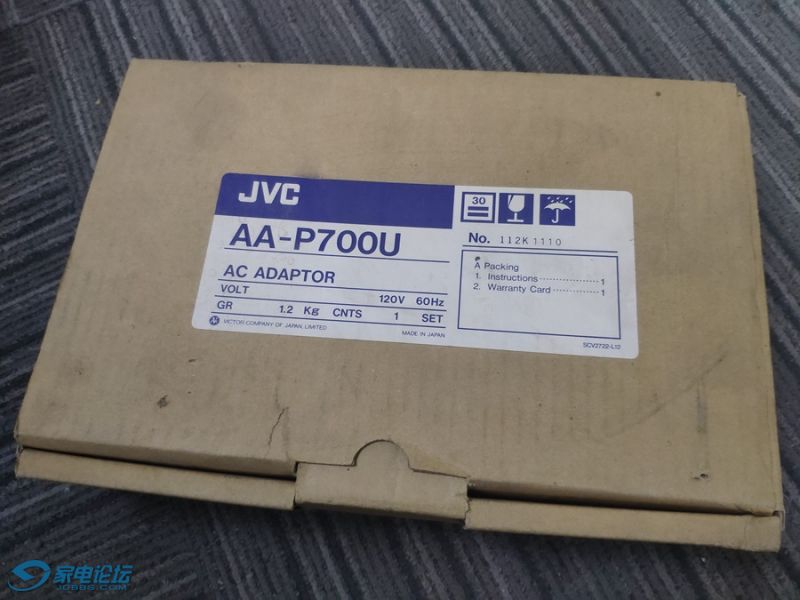 JVC
AA-P700U
AC ADAPTOR
VOLT 120V 60Hz
GR 1.2 Kg CNTS 1 SET
VICTOR COMPANY OF JAPAN, LIMITED MADE IN JAPAN
30
No. 112K1110
A Packing
1. Instructions 1
2. Warranty Card 1
SCV2722-L12
家电论坛
JDBBS.COM